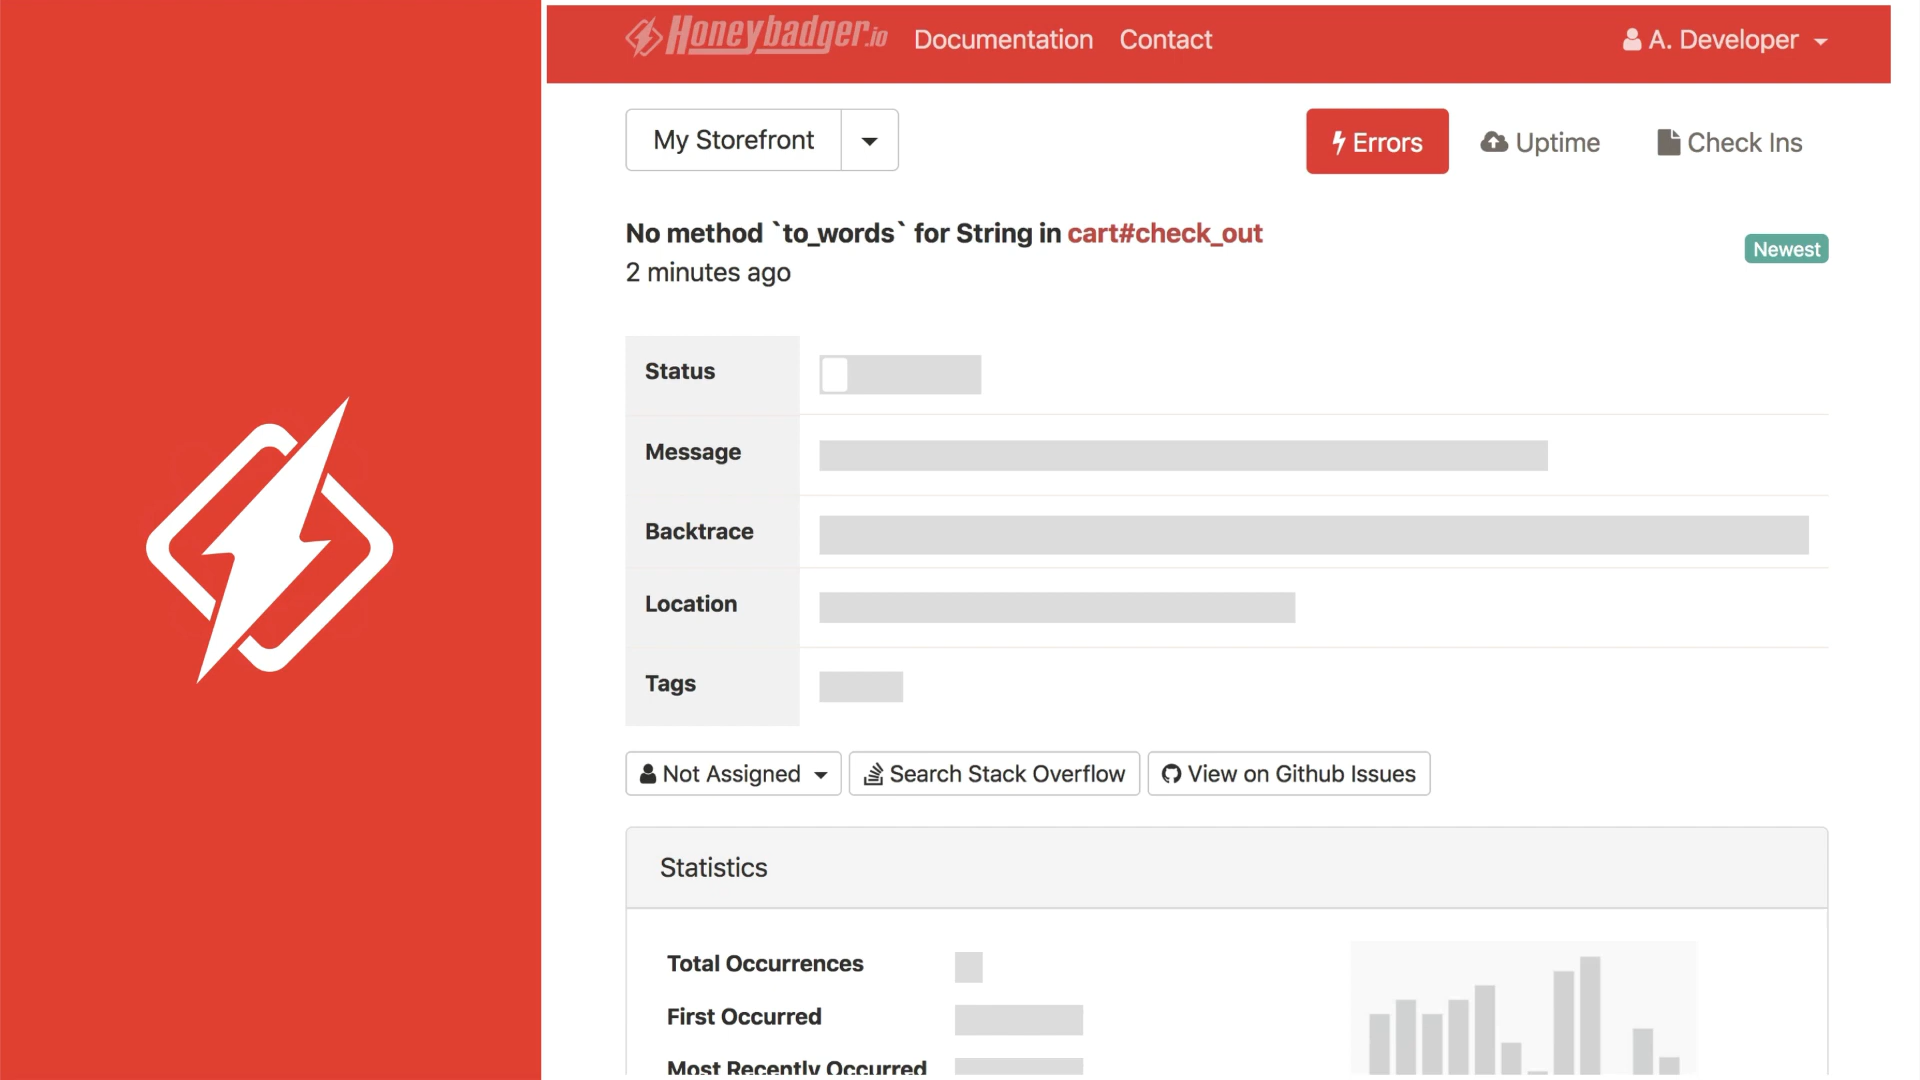 Honeybadger.io Documentation Contact A. Developer
My Storefront Errors Uptime Check Ins
No method `to_words` for String in cart#check_out
Newest
2 minutes ago
Status
Message
Backtrace
Location
Tags
Not Assigned Search Stack Overflow View on Github Issues
Statistics
Total Occurrences
First Occurred
Most Recently Occurred